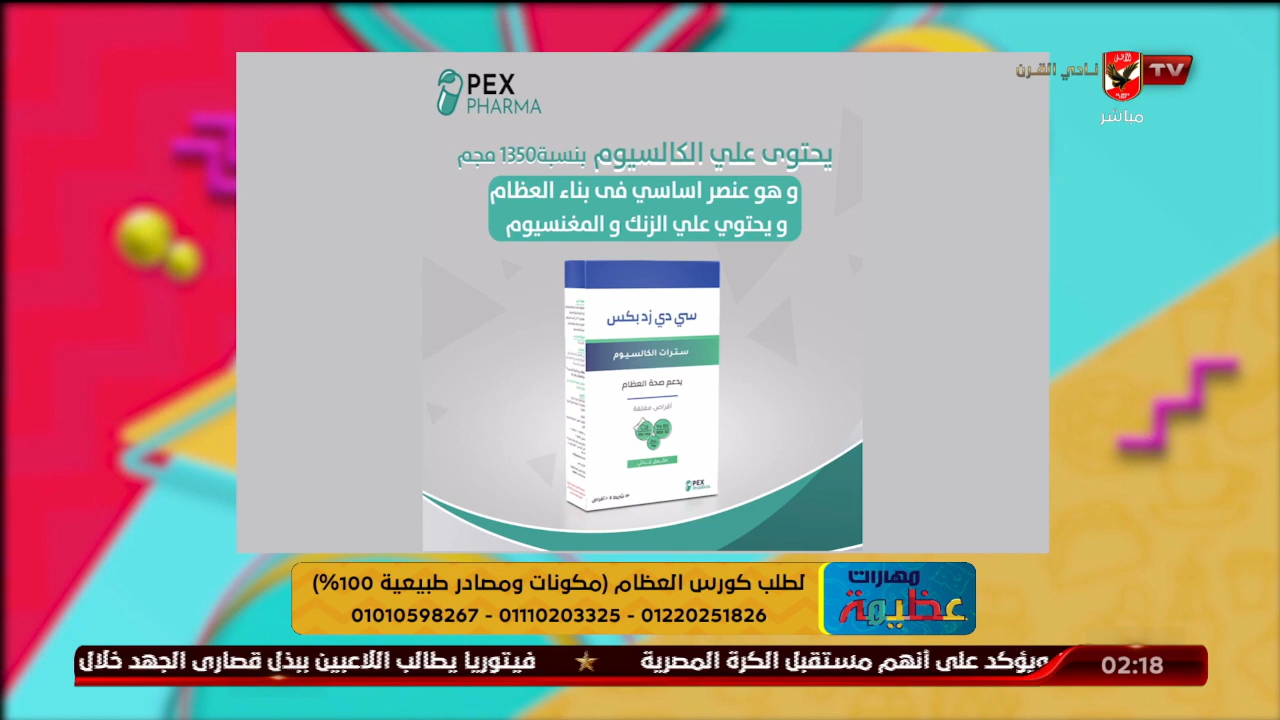 PEX
PHARMA
نادي القرن
TV
مباشر
يحتوى علي الكالسيوم بنسبة1350 مجم
و هو عنصر اساسي فى بناء العظام
و يحتوي علي الزنك و المغنسيوم
سي دي زد بكس
سترات الكالسيوم
يدعم صحة العظام
أقراص مغلفة
PEX
PHARMA
مهارات
عظيمة
لطلب كورس العظام (مكونات ومصادر طبيعية 100%)
01010598267 - 01110203325 - 01220251826
ويؤكد على أنهم مستقبل الكرة المصرية
فيتوريا يطالب اللاعبين ببذل قصارى الجهد خلال
02:18